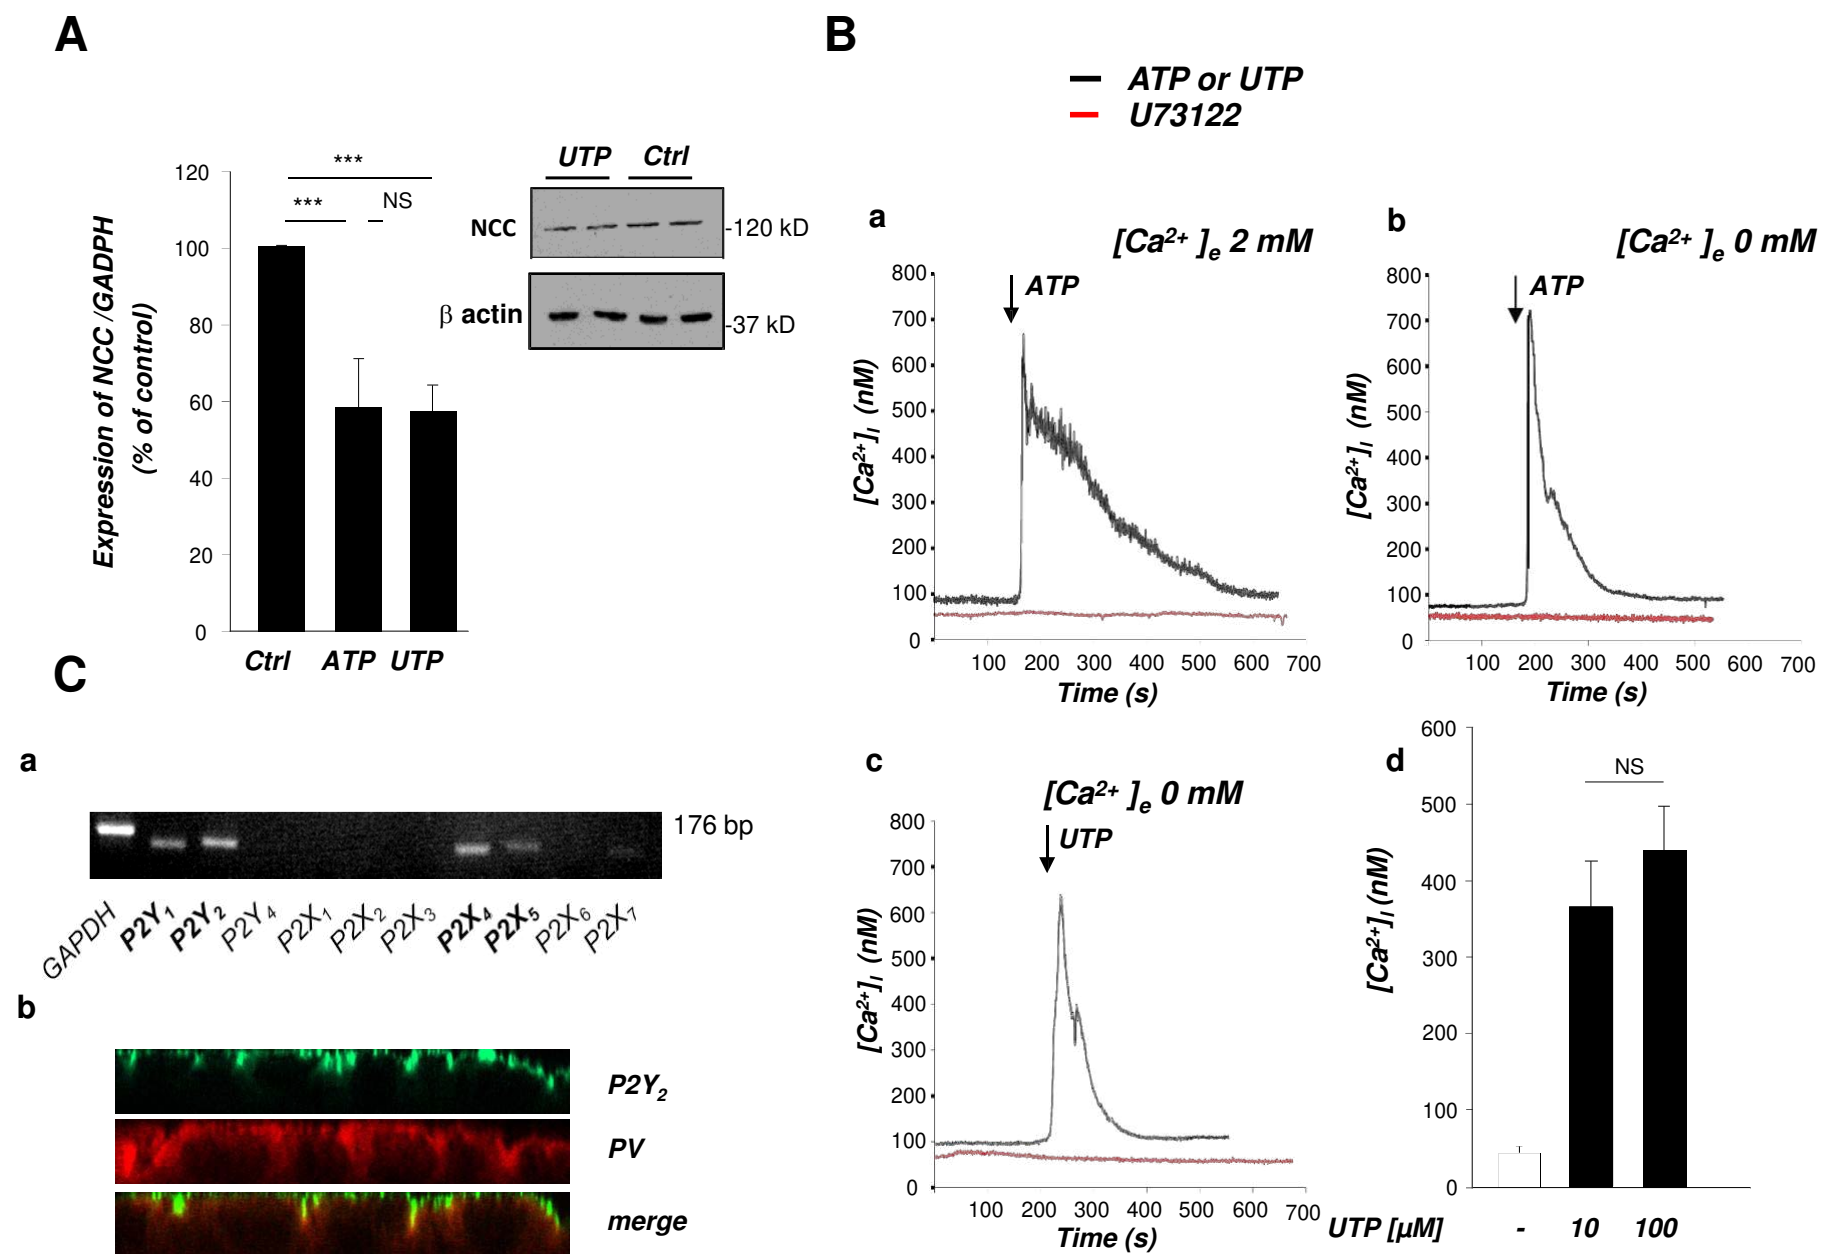 A
B
ATP or UTP
U73122
Expression of NCC /GADPH
(% of control)
120
100
80
60
40
20
0
***
***
NS
Ctrl
ATP
UTP
UTP
Ctrl
NCC
-120 kD
β actin
-37 kD
a
[Ca2+ ]e 2 mM
ATP
[Ca2+]I (nM)
800
700
600
500
400
300
200
100
0
100 200 300 400 500 600 700
Time (s)
b
[Ca2+ ]e 0 mM
ATP
[Ca2+]I (nM)
800
700
600
500
400
300
200
100
0
100 200 300 400 500 600 700
Time (s)
c
[Ca2+ ]e 0 mM
UTP
[Ca2+]I (nM)
800
700
600
500
400
300
200
100
0
100 200 300 400 500 600 700
Time (s)
d
NS
[Ca2+]I (nM)
600
500
400
300
200
100
0
UTP [µM] - 10 100
C
a
176 bp
GAPDH P2Y1 P2Y2 P2Y4 P2X1 P2X2 P2X3 P2X4 P2X5 P2X6 P2X7
b
P2Y2
PV
merge